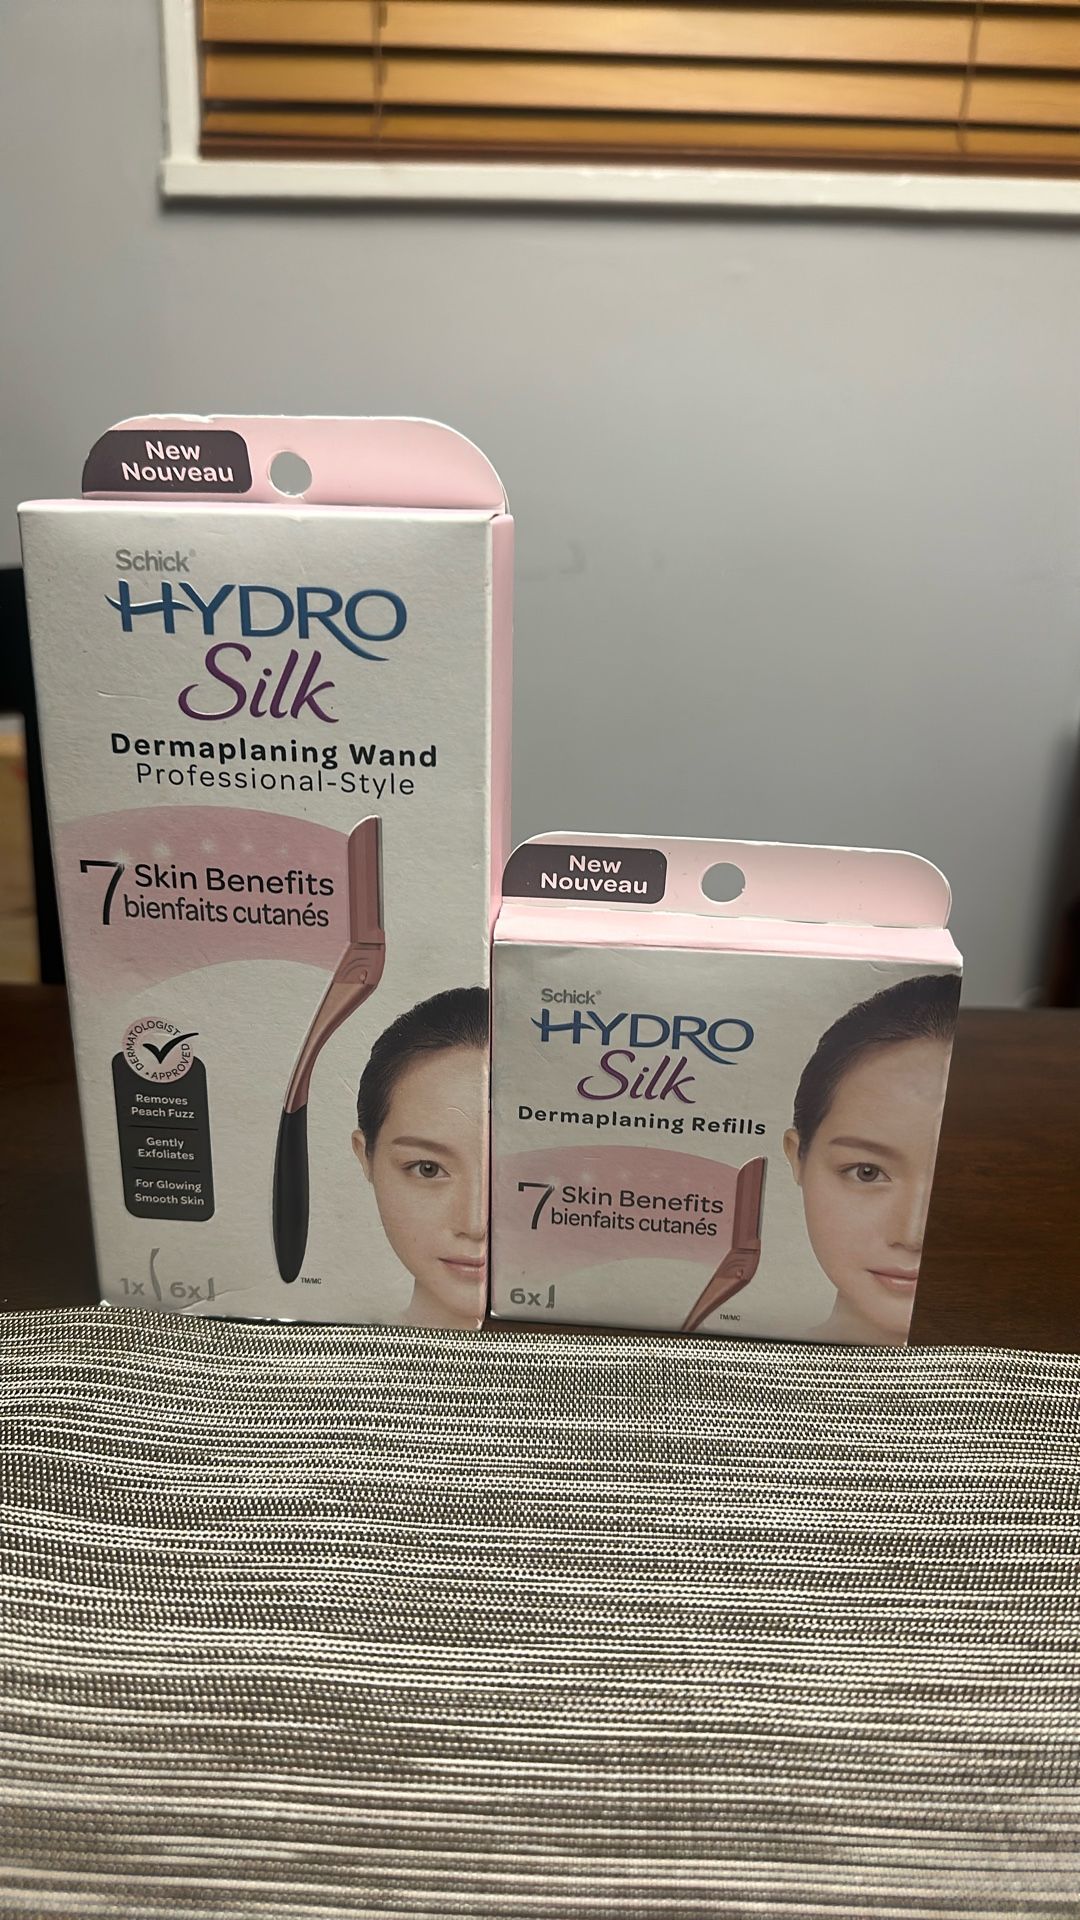 New
Nouveau
Schick®
HYDRO
Silk
Dermaplaning Wand
Professional-Style
7 Skin Benefits
bienfaits cutanés
DERMATOLOGIST
• APPROVED •
Removes
Peach Fuzz
Gently
Exfoliates
For Glowing
Smooth Skin
1x 6x
TM/MC
New
Nouveau
Schick®
HYDRO
Silk
Dermaplaning Refills
7 Skin Benefits
bienfaits cutanés
6x
TM/MC